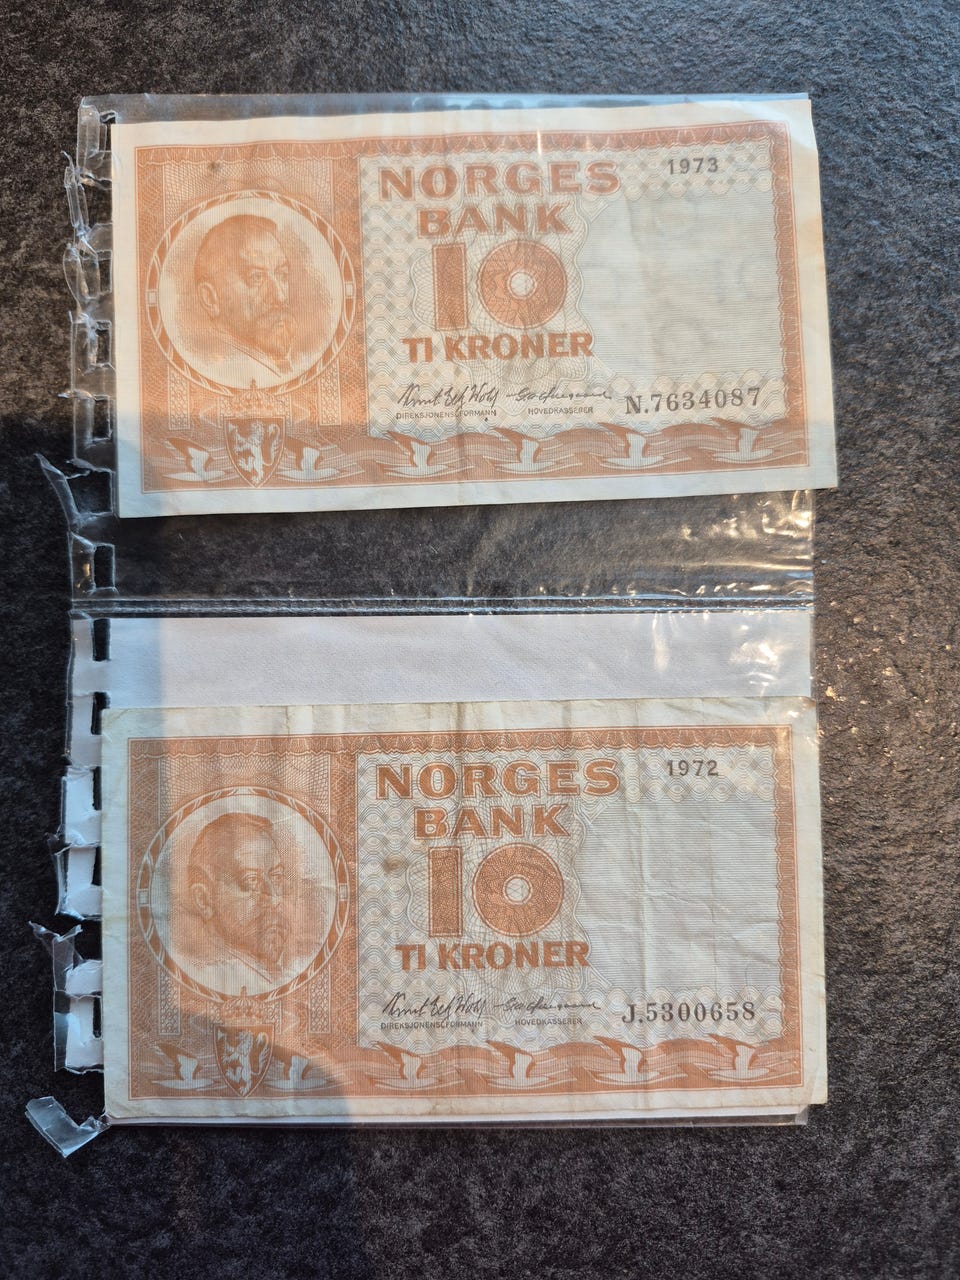 1973
NORGES
BANK
10
TI KRONER
DIREKSJONENS FORMANN HOVEDKASSERER
N.7634087
1972
NORGES
BANK
10
TI KRONER
DIREKSJONENS FORMANN HOVEDKASSERER
J.5300658